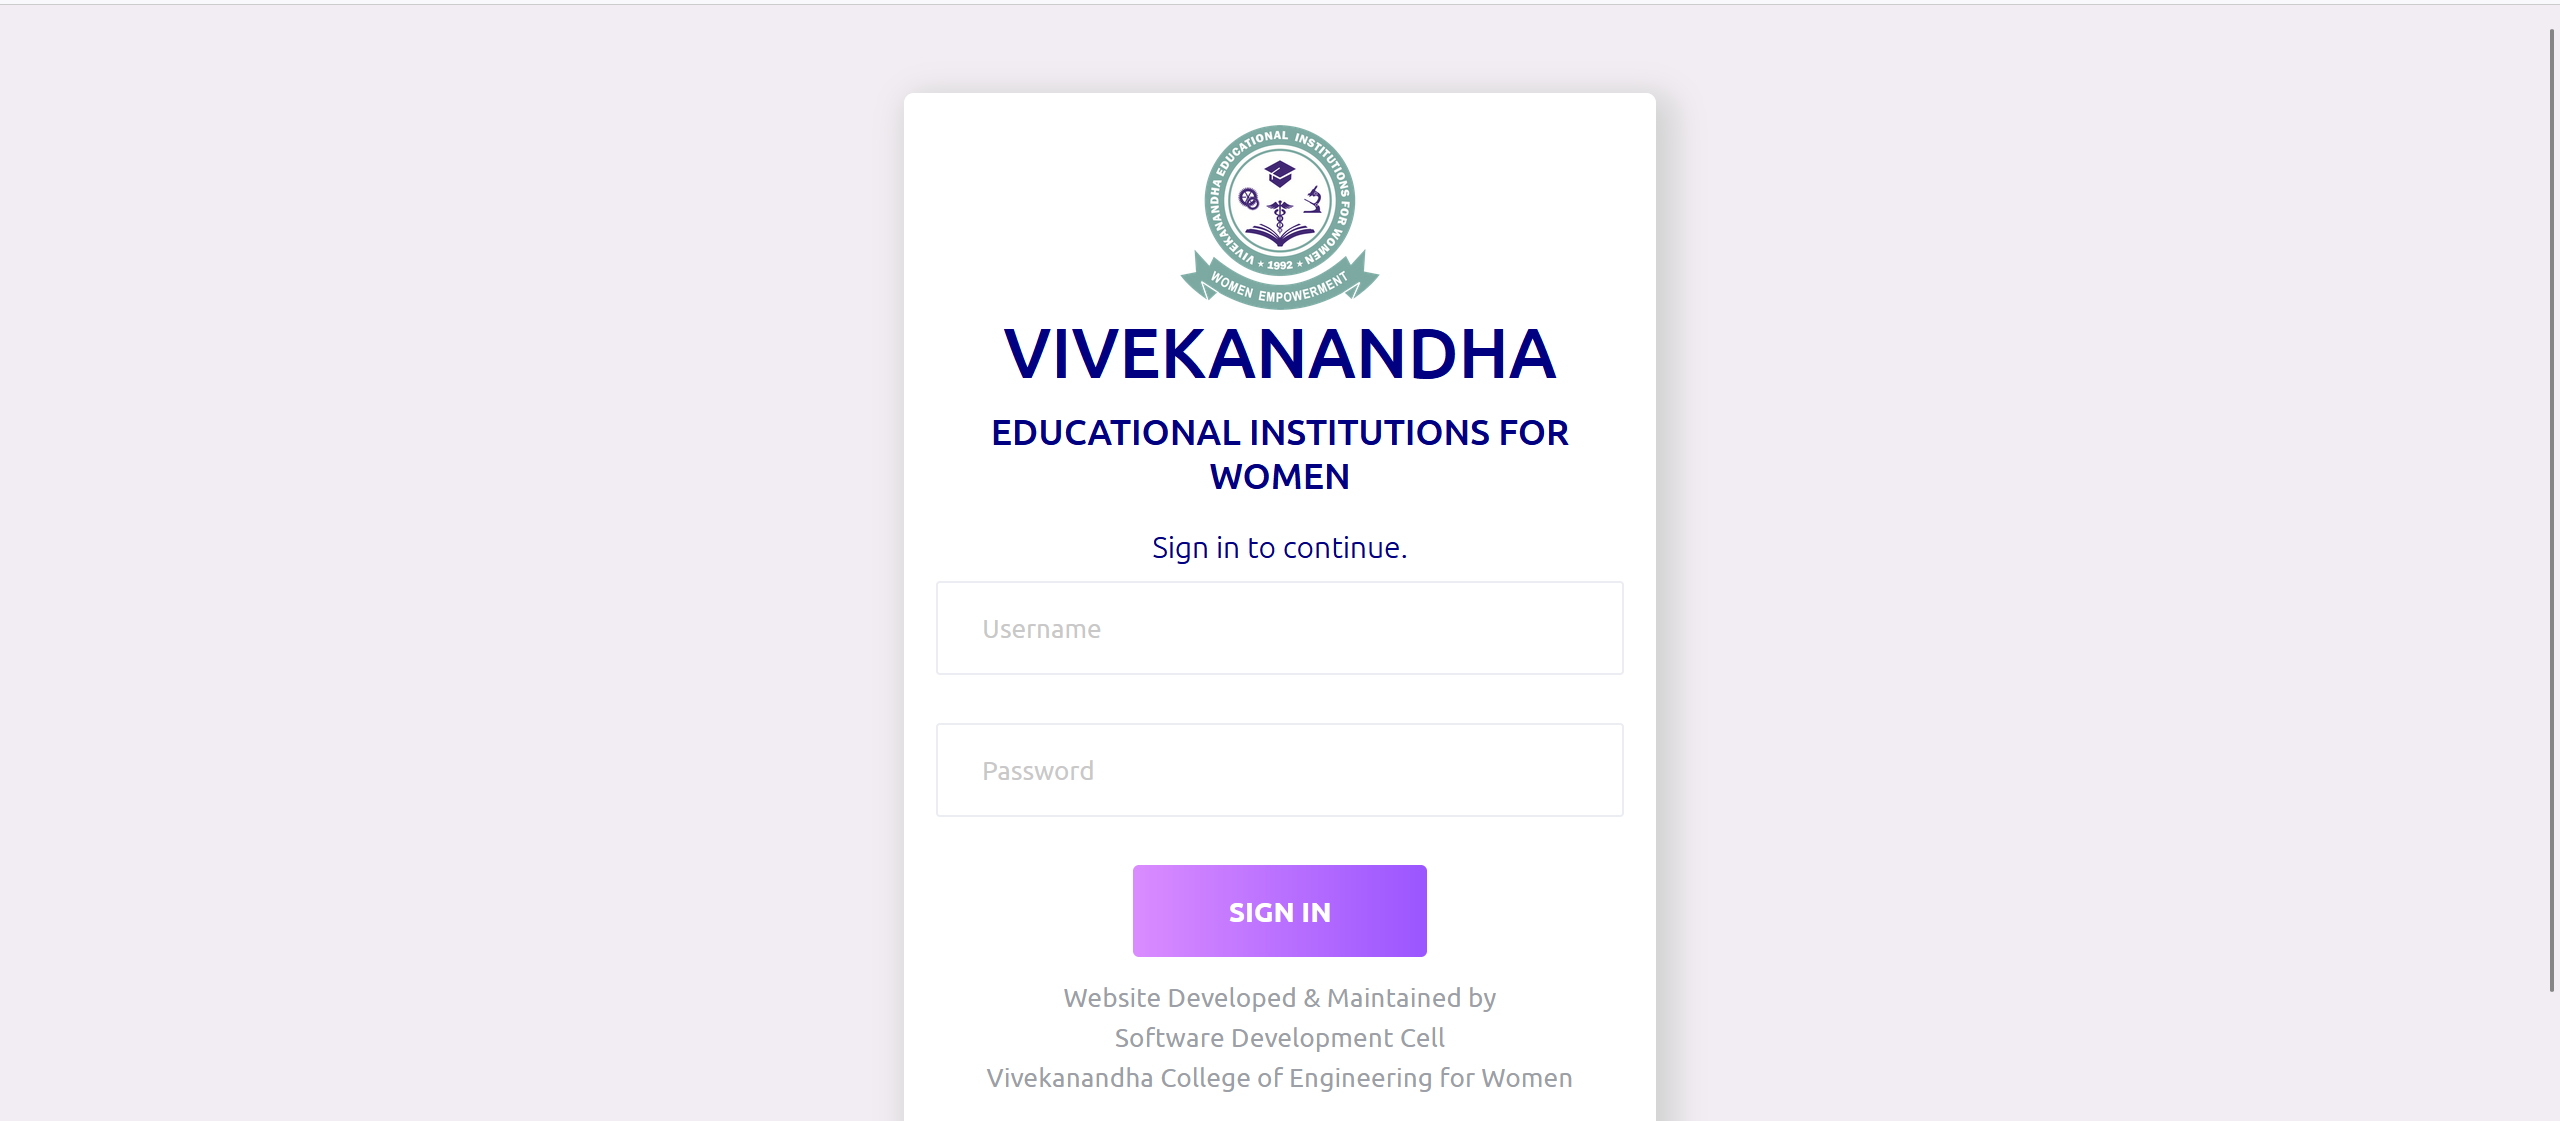 VIVEKANANDHA EDUCATIONAL INSTITUTIONS FOR WOMEN
★ 1992 ★
WOMEN EMPOWERMENT
VIVEKANANDHA
EDUCATIONAL INSTITUTIONS FOR
WOMEN
Sign in to continue.
Username
Password
SIGN IN
Website Developed & Maintained by
Software Development Cell
Vivekanandha College of Engineering for Women